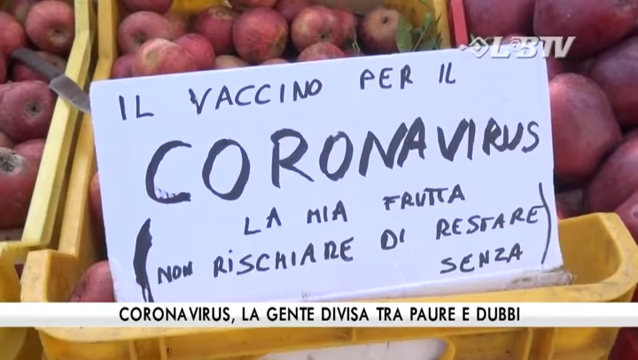 LABTV
IL VACCINO PER IL
CORONAVIRUS
LA MIA FRUTTA
(NON RISCHIARE DI RESTARE
SENZA)
CORONAVIRUS, LA GENTE DIVISA TRA PAURE E DUBBI